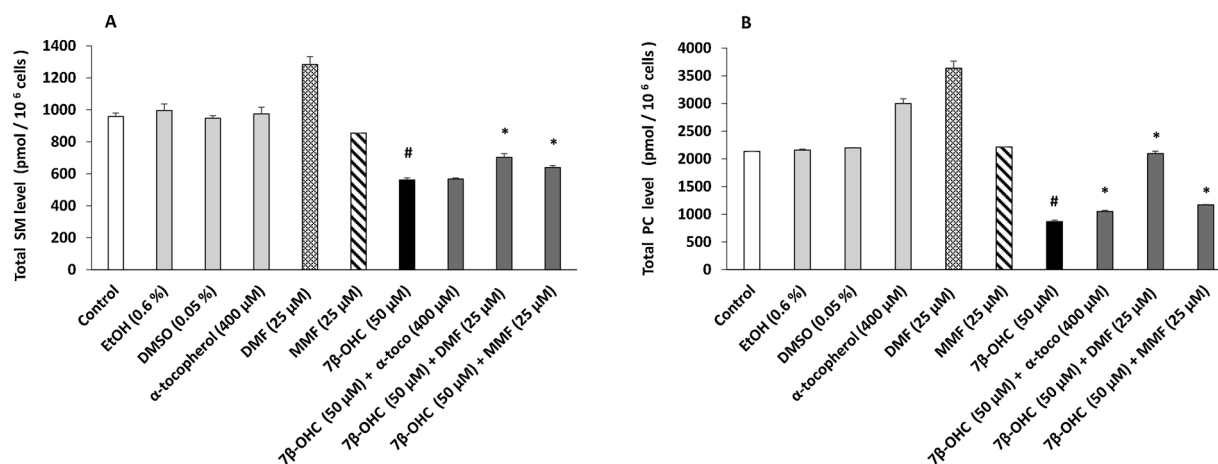 A
Total SM level (pmol / 10 6 cells )
1400
1200
1000
800
600
400
200
0
#
*
*
Control
EtOH (0.6 %)
DMSO (0.05 %)
α-tocopherol (400 µM)
DMF (25 µM)
MMF (25 µM)
7β-OHC (50 µM)
7β-OHC (50 µM) + α-toco (400 µM)
7β-OHC (50 µM) + DMF (25 µM)
7β-OHC (50 µM) + MMF (25 µM)
B
Total PC level (pmol / 10 6 cells )
4000
3500
3000
2500
2000
1500
1000
500
0
#
*
*
*
Control
EtOH (0.6 %)
DMSO (0.05 %)
α-tocopherol (400 µM)
DMF (25 µM)
MMF (25 µM)
7β-OHC (50 µM)
7β-OHC (50 µM) + α-toco (400 µM)
7β-OHC (50 µM) + DMF (25 µM)
7β-OHC (50 µM) + MMF (25 µM)